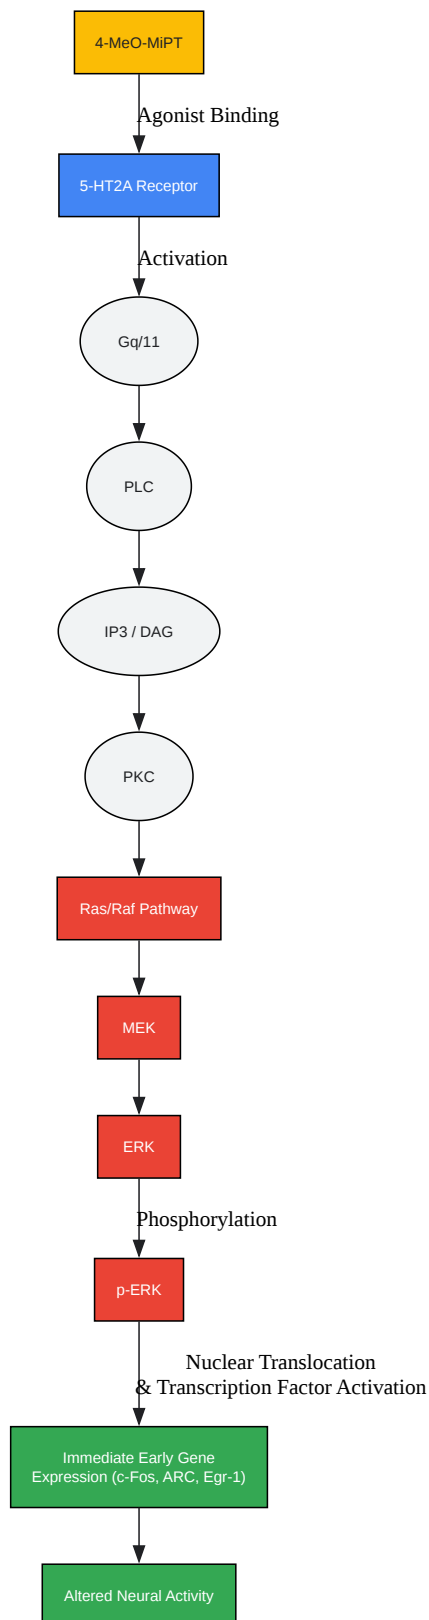 4-MeO-MiPT
Agonist Binding
5-HT2A Receptor
Activation
Gq/11
PLC
IP3 / DAG
PKC
Ras/Raf Pathway
MEK
ERK
Phosphorylation
p-ERK
Nuclear Translocation
& Transcription Factor Activation
Immediate Early Gene
Expression (c-Fos, ARC, Egr-1)
Altered Neural Activity